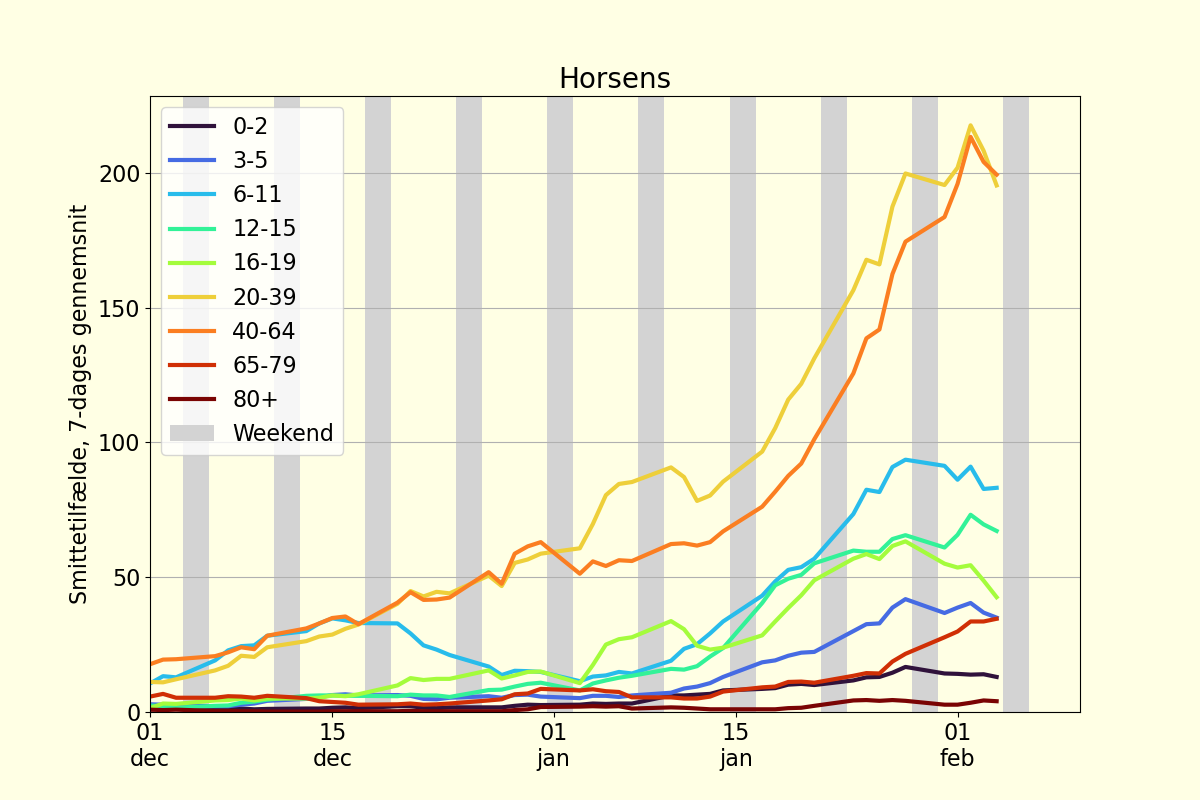 Horsens
Smittetilfælde, 7-dages gennemsnit
200
150
100
50
0
0-2
3-5
6-11
12-15
16-19
20-39
40-64
65-79
80+
Weekend
01
dec
15
dec
01
jan
15
jan
01
feb